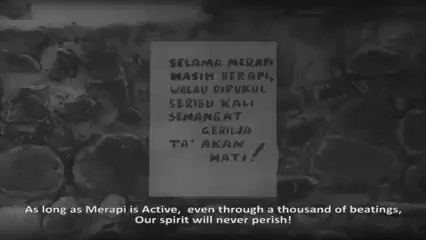 SELAMA MERAPI
MASIH BERAPI,
WALAU DIPUKUL
SERIBU KALI
SEMANGAT
GERILJA
TA' AKAN
MATI!
As long as Merapi is Active, even through a thousand of beatings,
Our spirit will never perish!